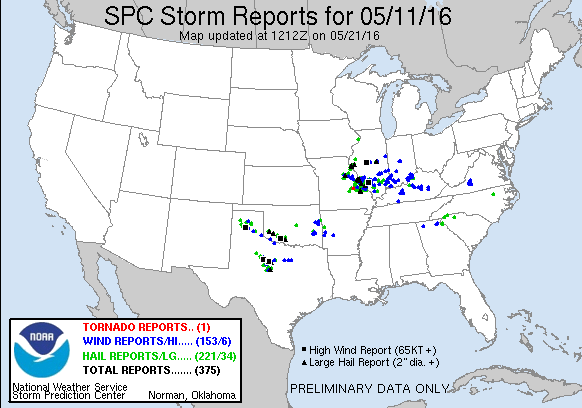 SPC Storm Reports for 05/11/16
Map updated at 1212Z on 05/21/16
NOAA
TORNADO REPORTS.. (1)
WIND REPORTS/HI..... (153/6)
HAIL REPORTS/LG..... (221/34)
TOTAL REPORTS....... (375)
National Weather Service
Storm Prediction Center Norman, Oklahoma
High Wind Report (65KT +)
Large Hail Report (2" dia. +)
PRELIMINARY DATA ONLY